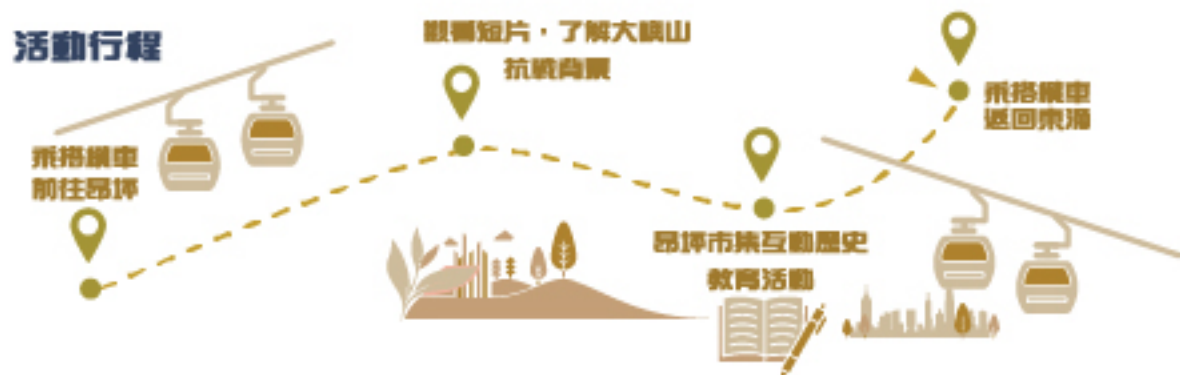 活動行程
乘搭纜車
前往昂坪
觀看短片，了解大嶼山
抗戰背景
昂坪市集互動歷史
教育活動
乘搭纜車
返回東涌